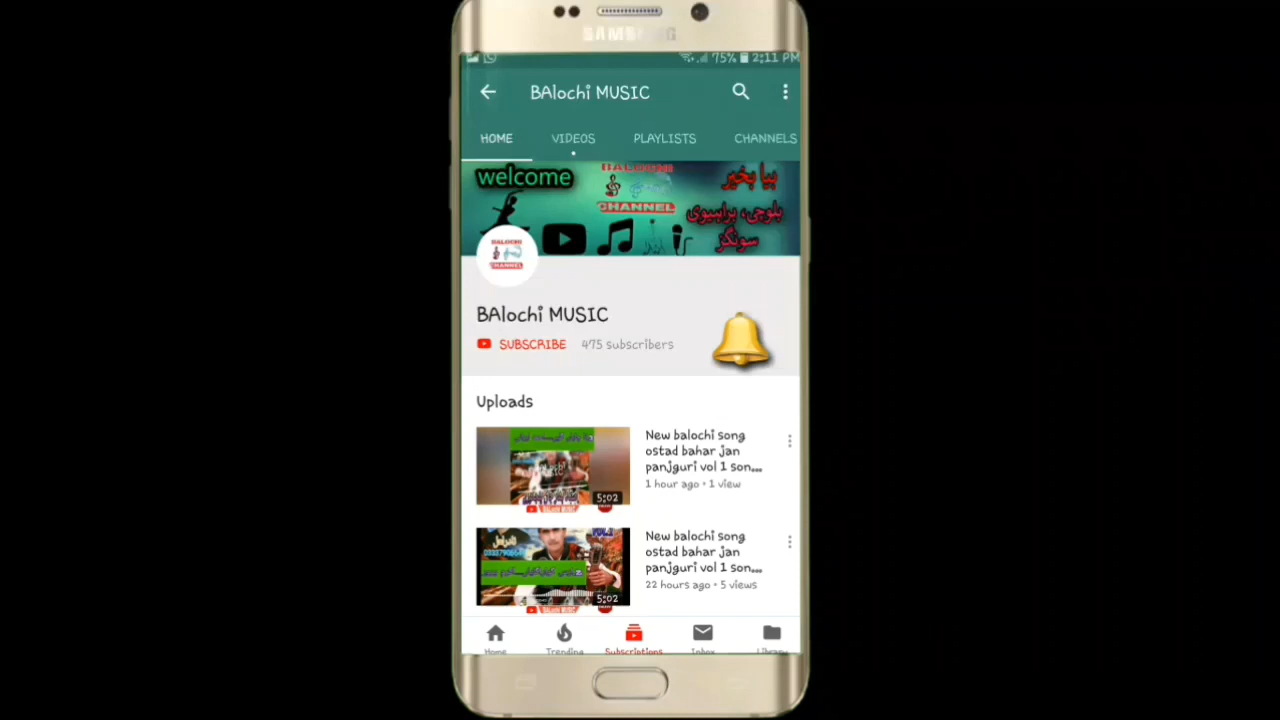 SAMSUNG
75% 2:11 PM
BAlochi MUSIC
HOME VIDEOS PLAYLISTS CHANNELS
welcome
BALOCHI
CHANNEL
بیا بخیر
بلوچی، براہیوی
سونگز
BALOCHI
CHANNEL
BAlochi MUSIC
SUBSCRIBE 475 subscribers
Uploads
New balochi song
ostad bahar jan
panjguri vol 1 son...
1 hour ago • 1 view
5:02
New balochi song
ostad bahar jan
panjguri vol 1 son...
22 hours ago • 5 views
5:02
Home Trending Subscriptions Inbox Library